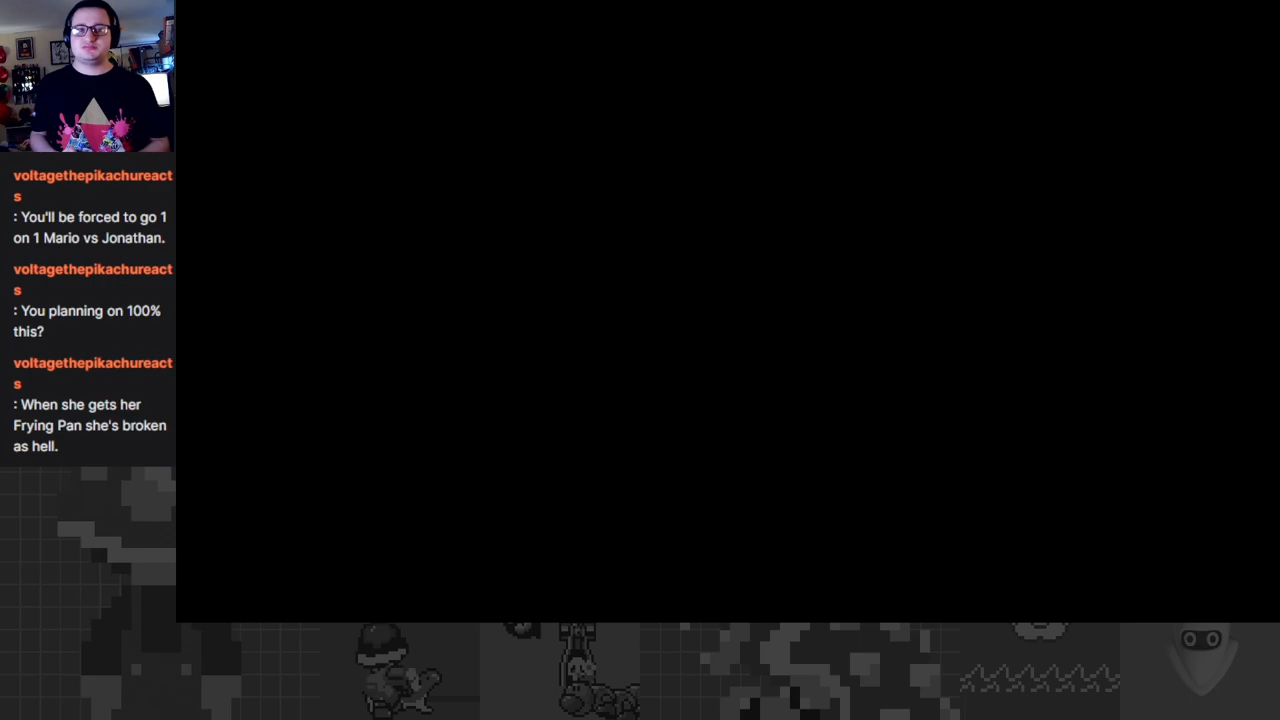 voltagethepikachureact
s
: You'll be forced to go 1
on 1 Mario vs Jonathan.
voltagethepikachureact
s
: You planning on 100%
this?
voltagethepikachureact
s
: When she gets her
Frying Pan she's broken
as hell.